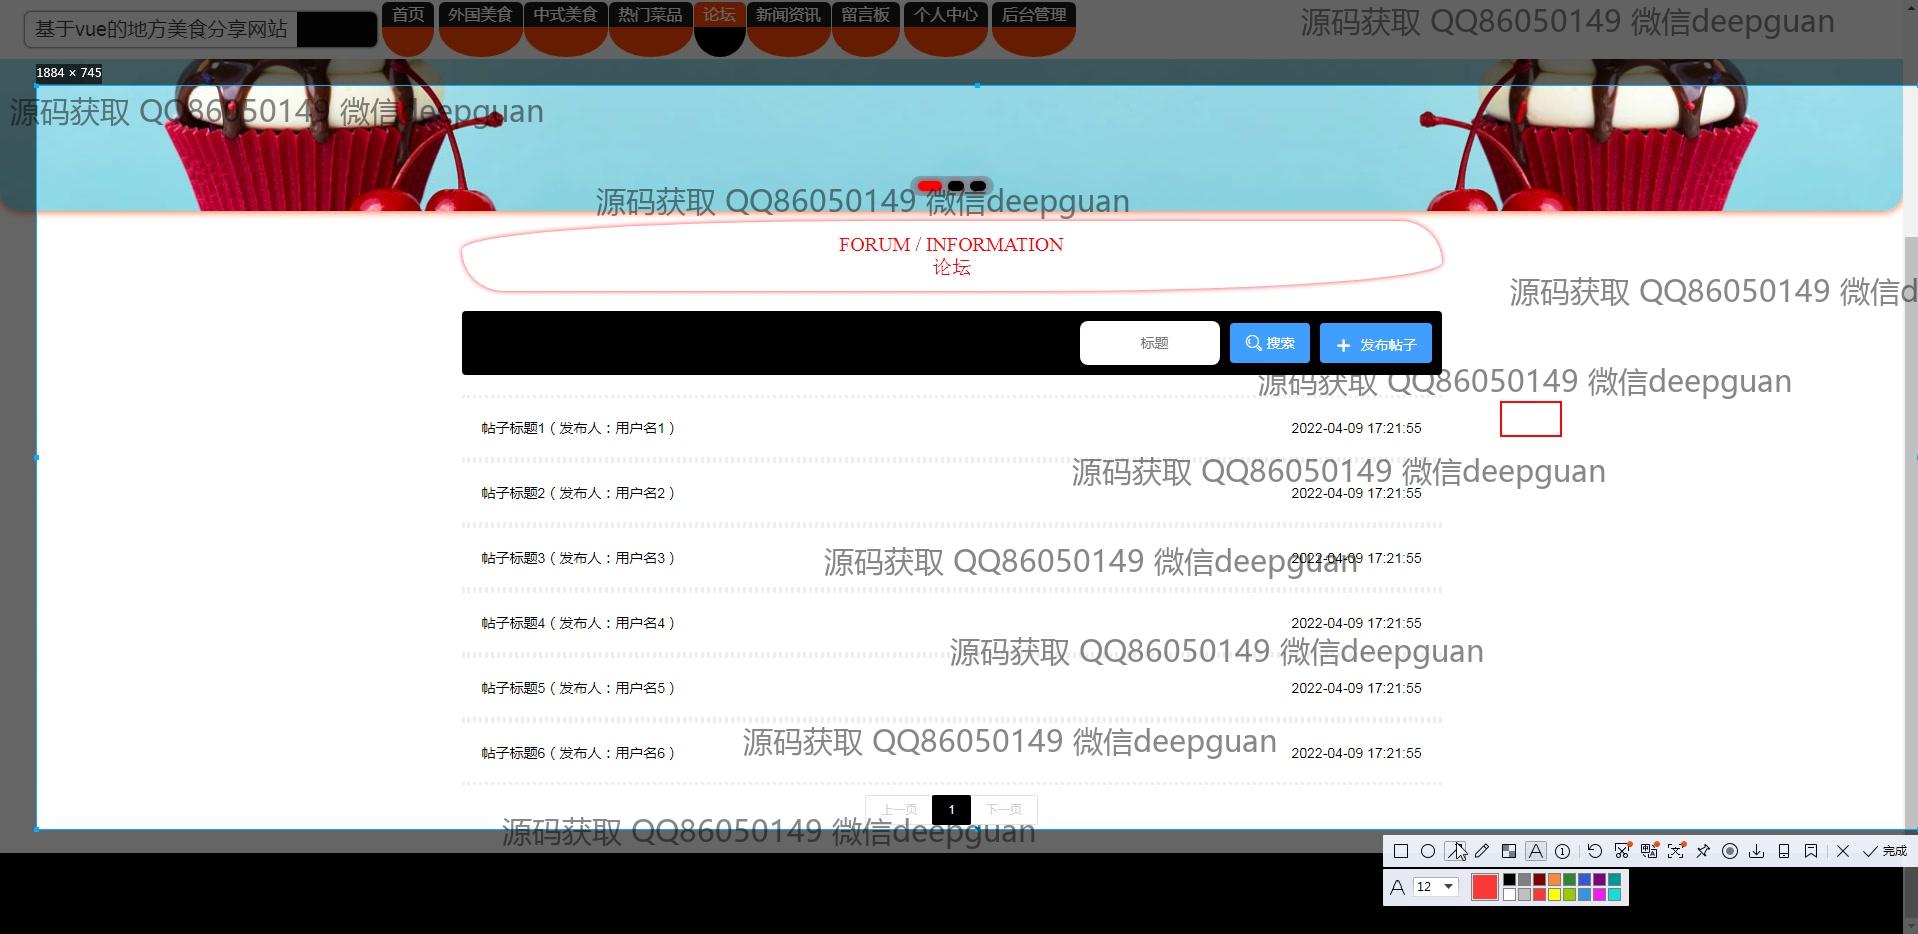 基于vue的地方美食分享网站
首页 外国美食 中式美食 热门菜品 论坛 新闻资讯 留言板 个人中心 后台管理
源码获取 QQ86050149 微信deepguan
1884 × 745
源码获取 QQ86050149 微信deepguan
源码获取 QQ86050149 微信deepguan
FORUM / INFORMATION
论坛
源码获取 QQ86050149 微信d
标题 搜索 + 发布帖子
源码获取 QQ86050149 微信deepguan
帖子标题1（发布人：用户名1） 2022-04-09 17:21:55
源码获取 QQ86050149 微信deepguan
帖子标题2（发布人：用户名2） 2022-04-09 17:21:55
帖子标题3（发布人：用户名3） 2022-04-09 17:21:55
源码获取 QQ86050149 微信deepguan
帖子标题4（发布人：用户名4） 2022-04-09 17:21:55
源码获取 QQ86050149 微信deepguan
帖子标题5（发布人：用户名5） 2022-04-09 17:21:55
源码获取 QQ86050149 微信deepguan
帖子标题6（发布人：用户名6） 2022-04-09 17:21:55
上一页 1 下一页
源码获取 QQ86050149 微信deepguan
A 1 完成
A 12